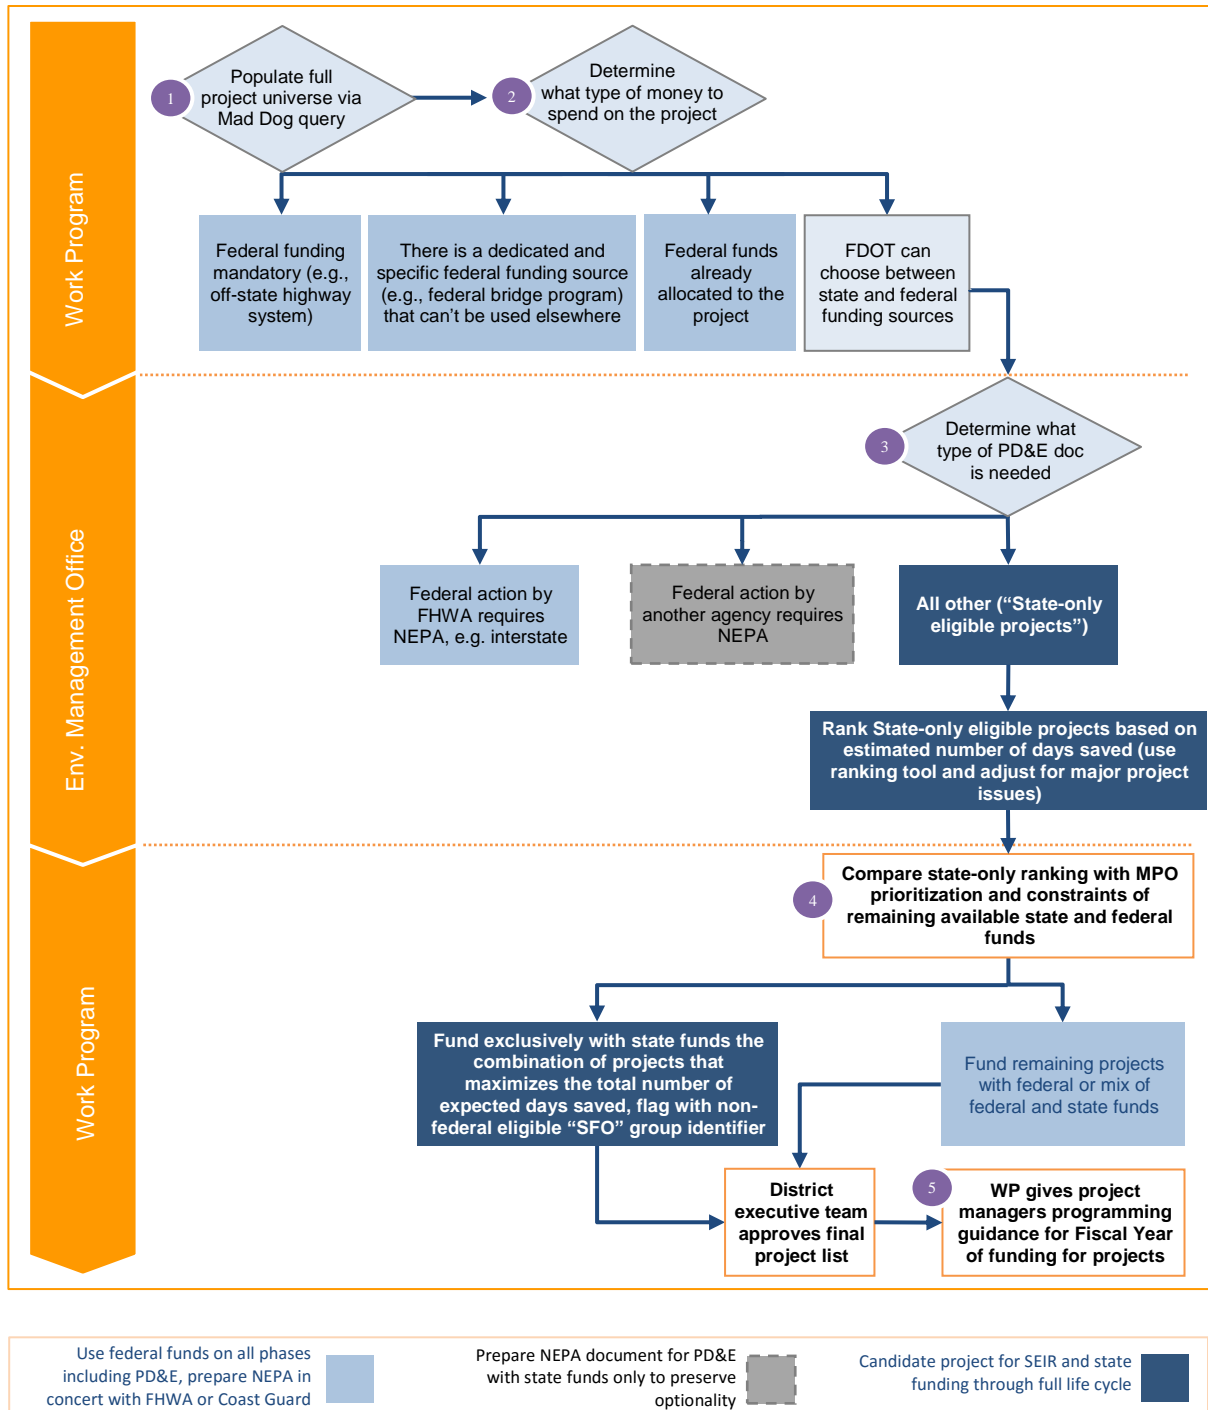 Work Program
1
Populate full
project universe via
Mad Dog query
2
Determine
what type of money to
spend on the project
Federal funding
mandatory (e.g.,
off-state highway
system)
There is a dedicated and
specific federal funding source
(e.g., federal bridge program)
that can't be used elsewhere
Federal funds
already
allocated to the
project
FDOT can
choose between
state and federal
funding sources
Env. Management Office
3
Determine what
type of PD&E doc
is needed
Federal action by
FHWA requires
NEPA, e.g. interstate
Federal action by
another agency requires
NEPA
All other (“State-only
eligible projects”)
Rank State-only eligible projects based on
estimated number of days saved (use
ranking tool and adjust for major project
issues)
Work Program
4
Compare state-only ranking with MPO
prioritization and constraints of
remaining available state and federal
funds
Fund exclusively with state funds the
combination of projects that
maximizes the total number of
expected days saved, flag with non-
federal eligible “SFO” group identifier
Fund remaining projects
with federal or mix of
federal and state funds
District
executive team
approves final
project list
5
WP gives project
managers programming
guidance for Fiscal Year
of funding for projects
Use federal funds on all phases
including PD&E, prepare NEPA in
concert with FHWA or Coast Guard
Prepare NEPA document for PD&E
with state funds only to preserve
optionality
Candidate project for SEIR and state
funding through full life cycle